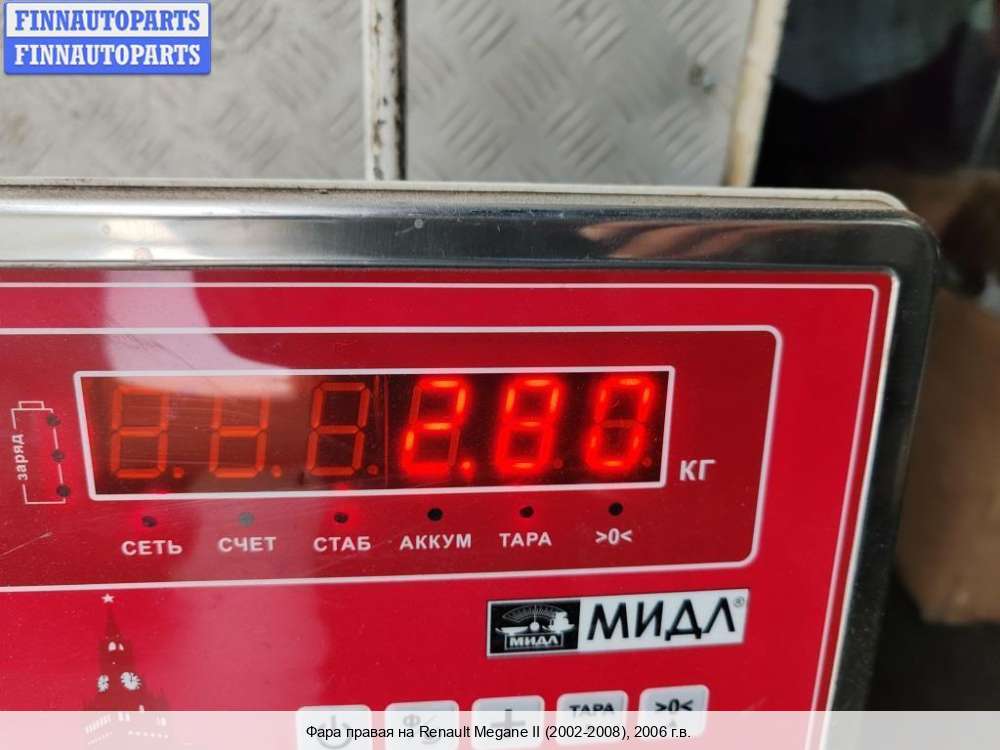 FINNAUTOPARTS
FINNAUTOPARTS
заряд
2.80
КГ
СЕТЬ
СЧЕТ
СТАБ
АККУМ
ТАРА
>0<
МИДЛ
МИДЛ®
ТАРА
>0<
Фара правая на Renault Megane II (2002-2008), 2006 г.в.